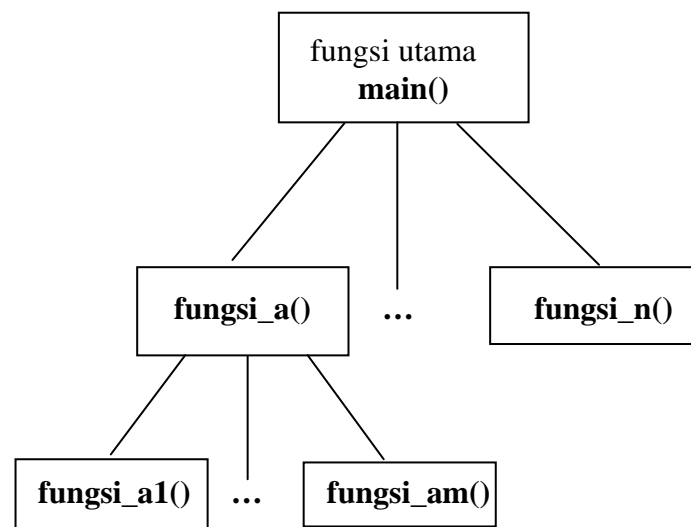 fungsi utama
main()
fungsi_a()
...
fungsi_n()
fungsi_a1()
...
fungsi_am()